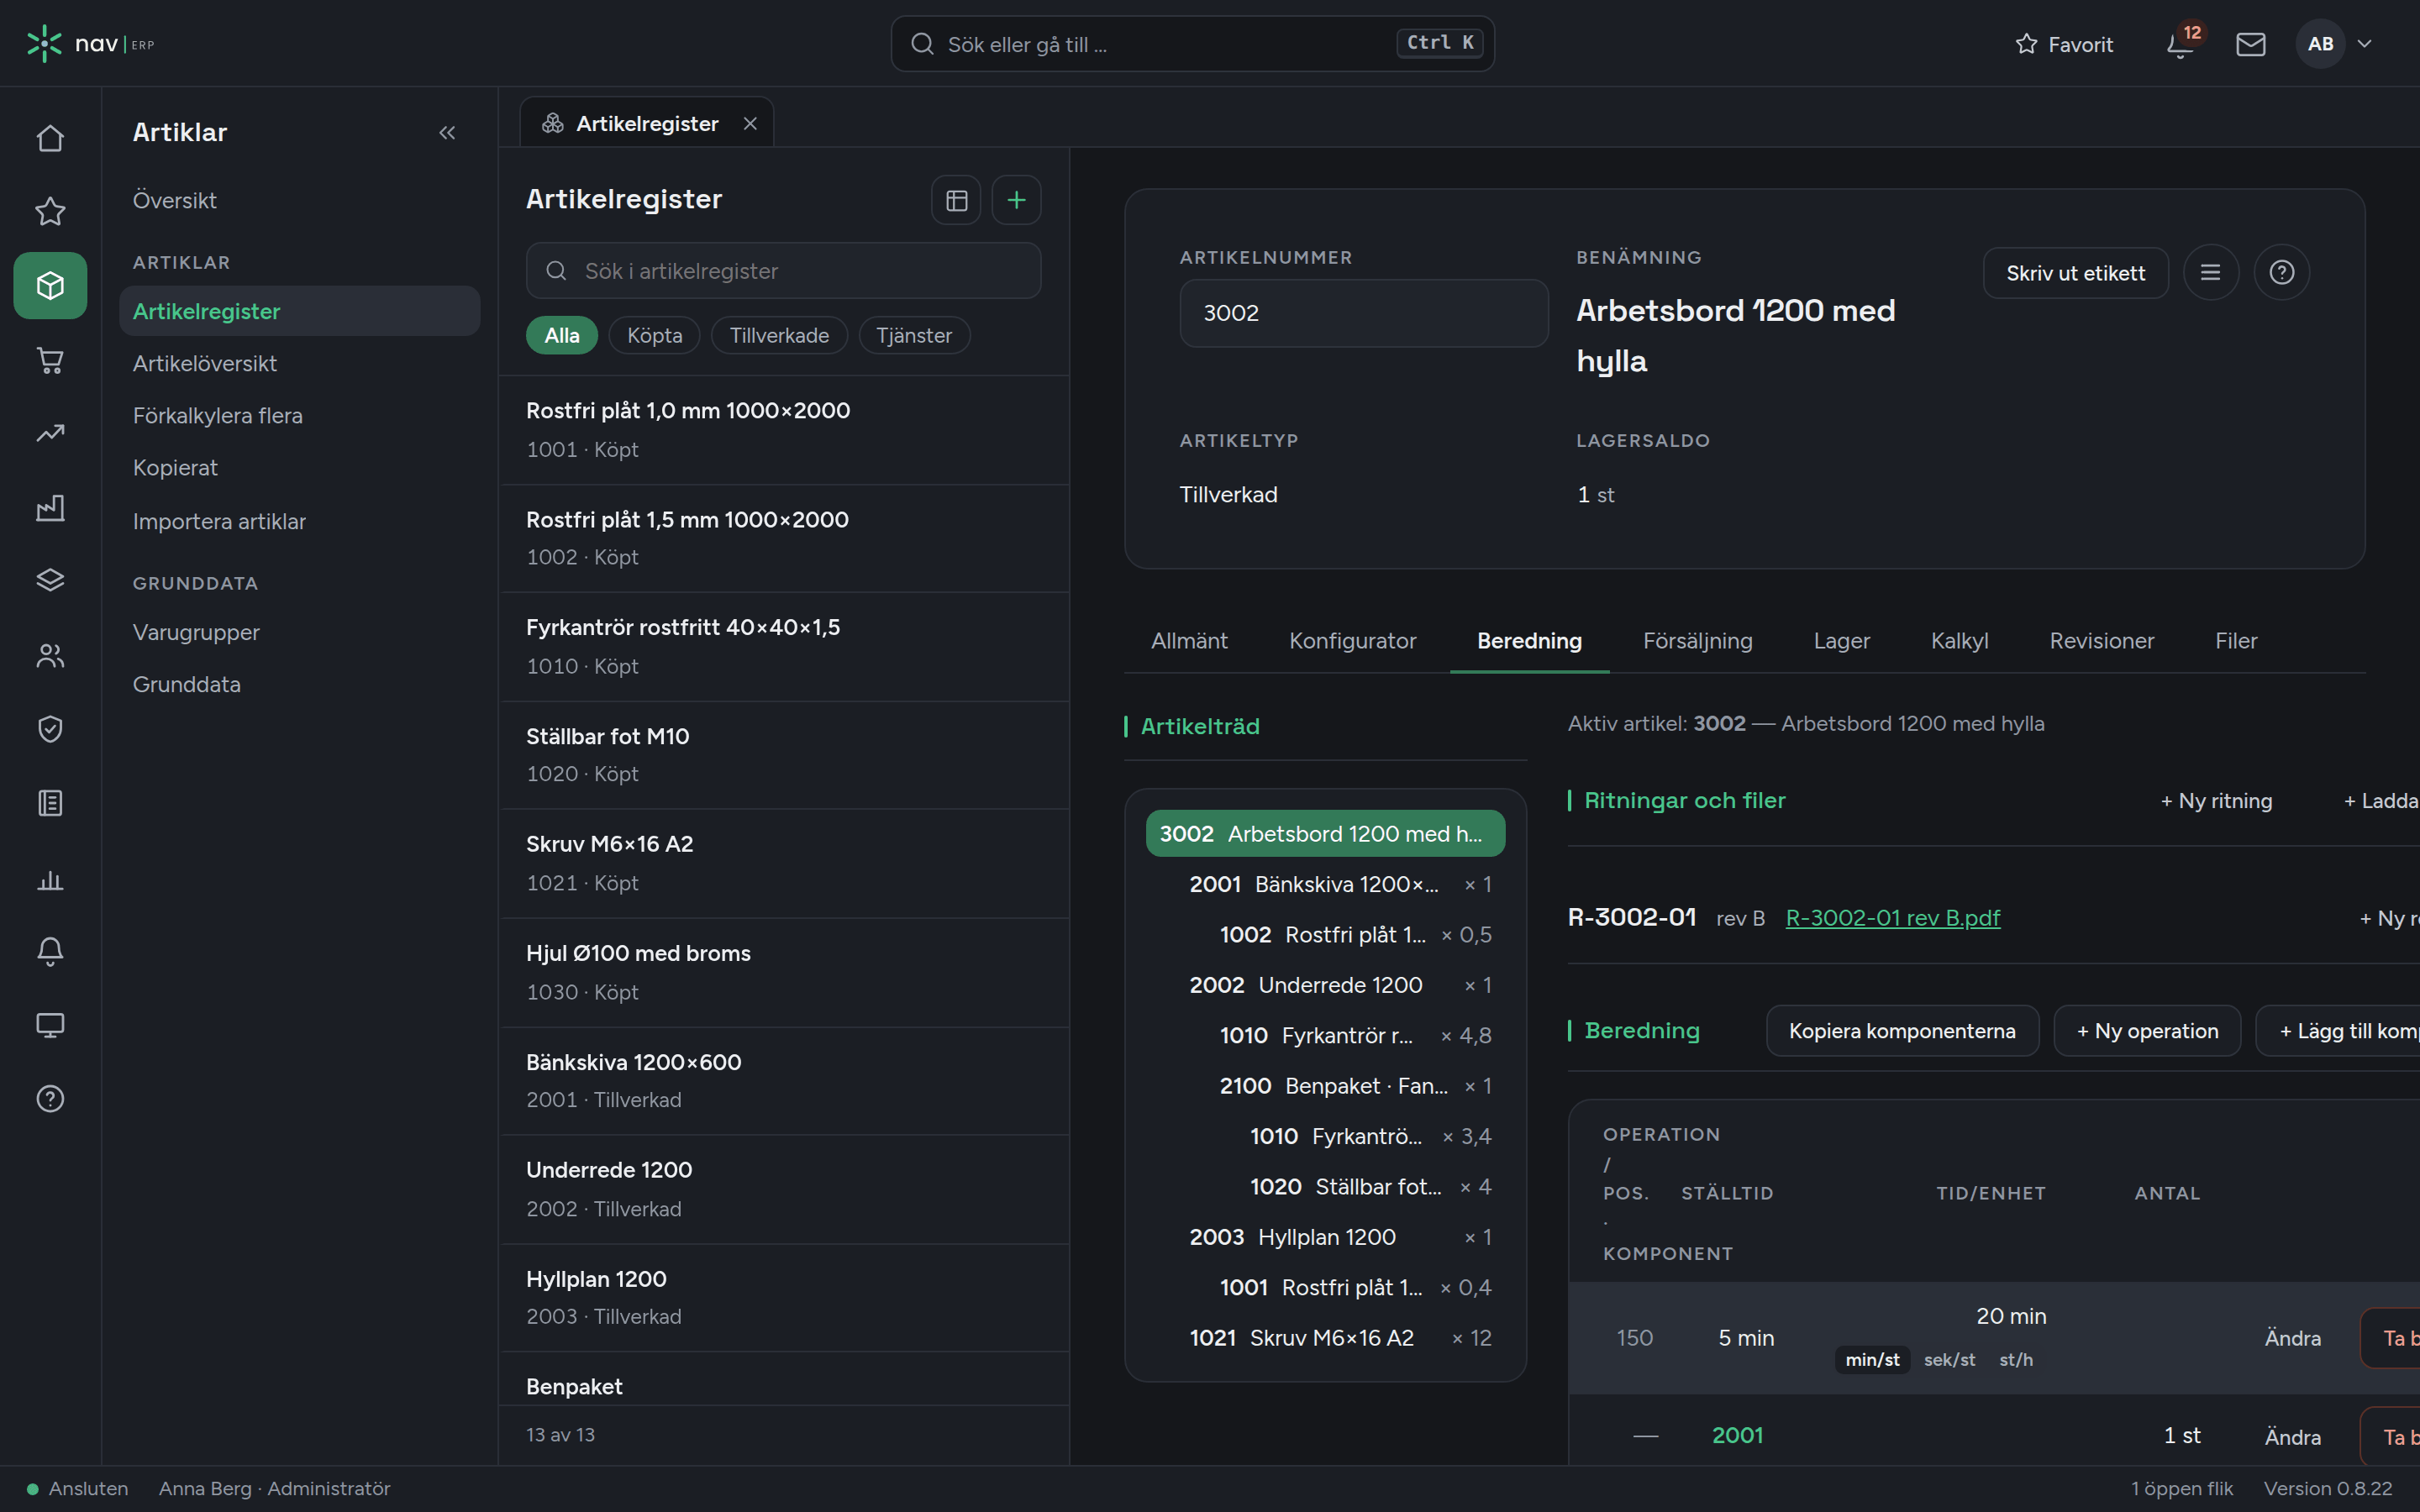 nav | ERP
Sök eller gå till ...
Ctrl K
Favorit
12
AB
Artiklar
Översikt
ARTIKLAR
Artikelregister
Artikelöversikt
Förkalkylera flera
Kopierat
Importera artiklar
GRUNDDATA
Varugrupper
Grunddata
Artikelregister
Artikelregister
Sök i artikelregister
Alla Köpta Tillverkade Tjänster
Rostfri plåt 1,0 mm 1000×2000
1001 · Köpt
Rostfri plåt 1,5 mm 1000×2000
1002 · Köpt
Fyrkantrör rostfritt 40×40×1,5
1010 · Köpt
Ställbar fot M10
1020 · Köpt
Skruv M6×16 A2
1021 · Köpt
Hjul Ø100 med broms
1030 · Köpt
Bänkskiva 1200×600
2001 · Tillverkad
Underrede 1200
2002 · Tillverkad
Hyllplan 1200
2003 · Tillverkad
Benpaket
13 av 13
ARTIKELNUMMER
3002
BENÄMNING
Arbetsbord 1200 med
hylla
Skriv ut etikett
ARTIKELTYP
Tillverkad
LAGERSALDO
1 st
Allmänt Konfigurator Beredning Försäljning Lager Kalkyl Revisioner Filer
Artikelträd
3002 Arbetsbord 1200 med h...
2001 Bänkskiva 1200×... × 1
1002 Rostfri plåt 1... × 0,5
2002 Underrede 1200 × 1
1010 Fyrkantrör r... × 4,8
2100 Benpaket · Fan... × 1
1010 Fyrkantrö... × 3,4
1020 Ställbar fot... × 4
2003 Hyllplan 1200 × 1
1001 Rostfri plåt 1... × 0,4
1021 Skruv M6×16 A2 × 12
Aktiv artikel: 3002 — Arbetsbord 1200 med hylla
Ritningar och filer + Ny ritning + Ladda
R-3002-01 rev B R-3002-01 rev B.pdf + Ny r
Beredning Kopiera komponenterna + Ny operation + Lägg till kom
OPERATION
/
POS. STÄLLTID TID/ENHET ANTAL
·
KOMPONENT
20 min
150 5 min Ändra Ta b
min/st sek/st st/h
— 2001 1 st Ändra Ta b
Ansluten Anna Berg · Administratör 1 öppen flik Version 0.8.22